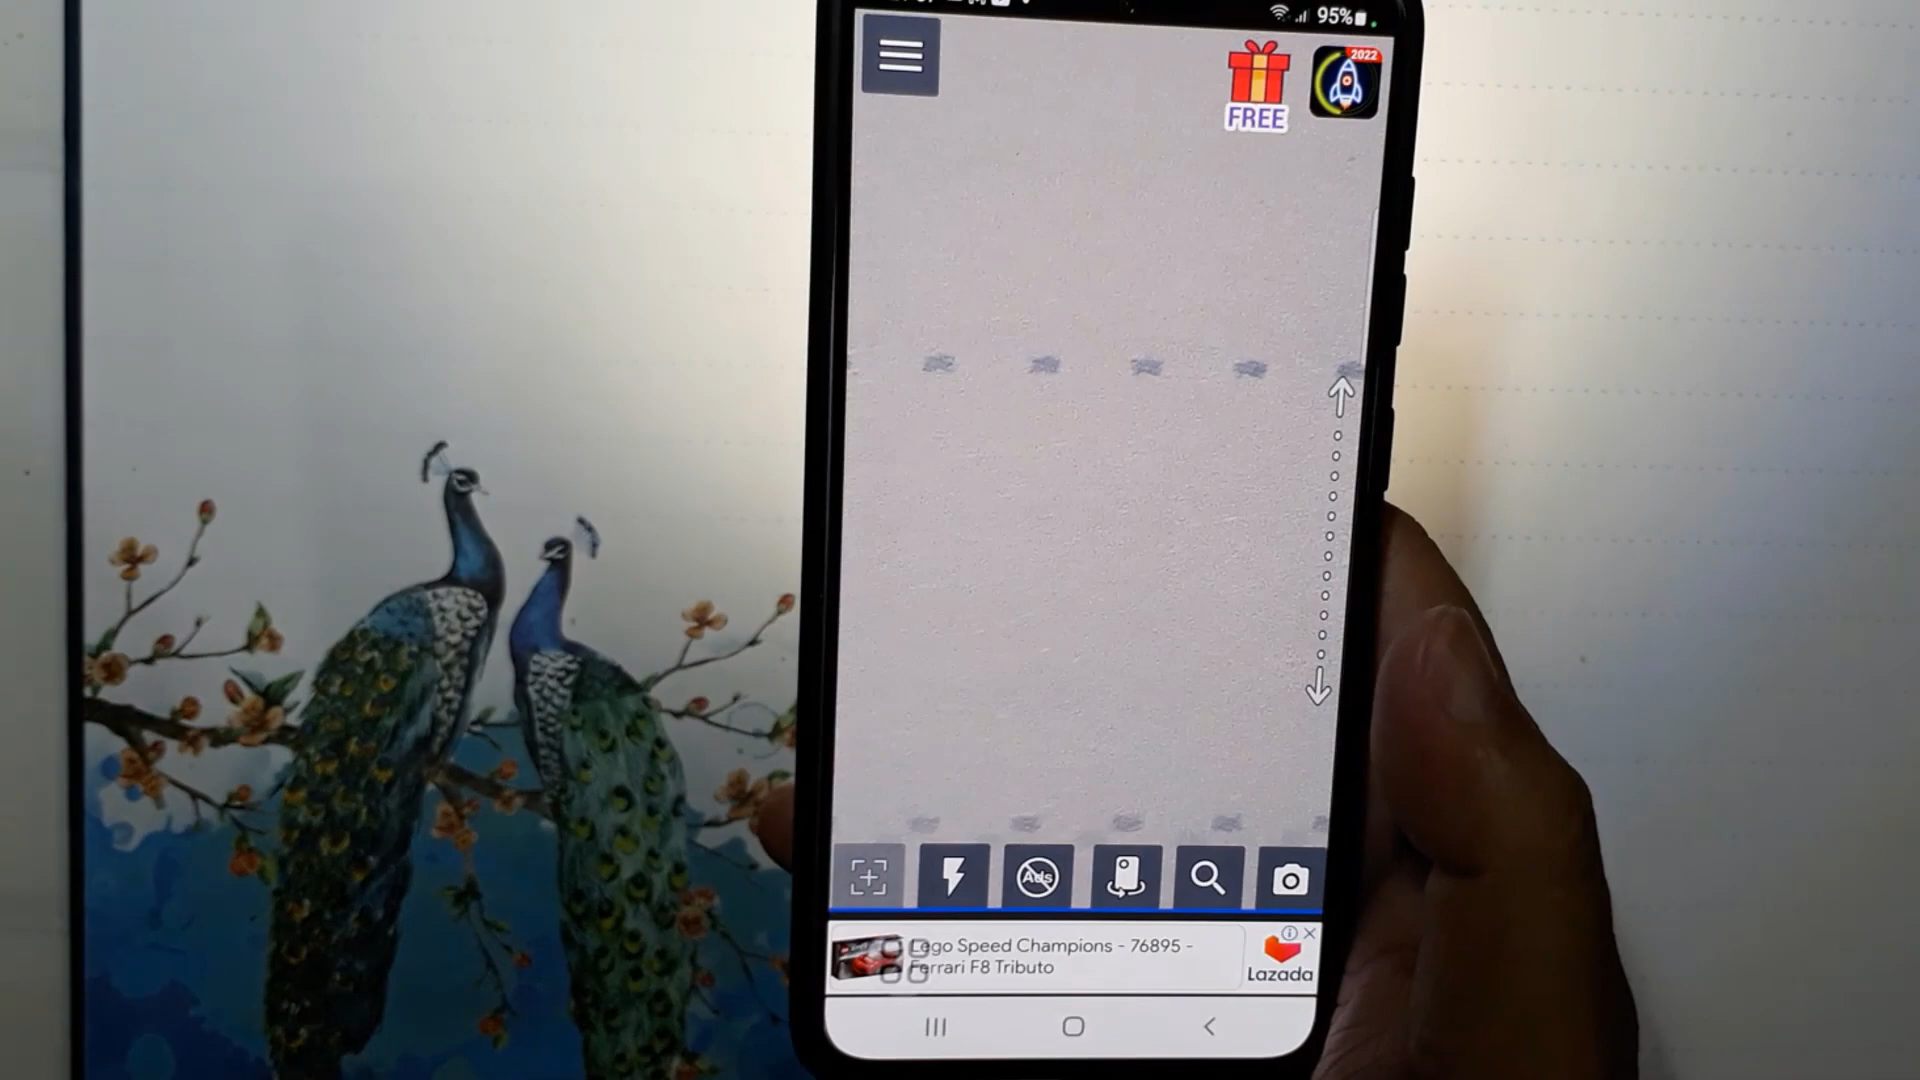 95%
2022
FREE
Ads
Lego Speed Champions - 76895 -
Ferrari F8 Tributo
Lazada